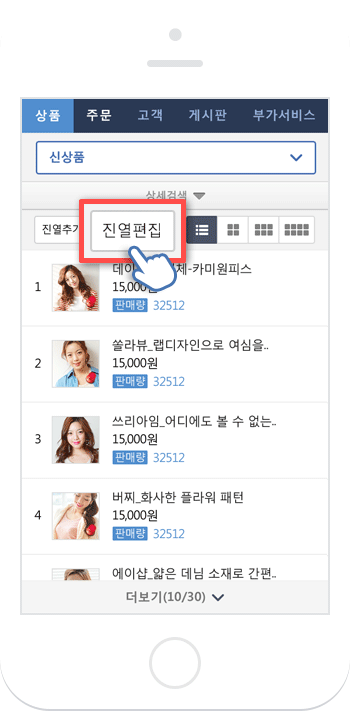 상품 주문 고객 게시판 부가서비스
신상품
상세검색
진열추가 진열편집
1 데이 체-카미원피스
15,000원
판매량 32512
2 쏠라뷰_랩디자인으로 여심을..
15,000원
판매량 32512
3 쓰리아임_어디에도 볼 수 없는..
15,000원
판매량 32512
4 버찌_화사한 플라워 패턴
15,000원
판매량 32512
에이샵_얇은 데님 소재로 간편..
더보기(10/30)